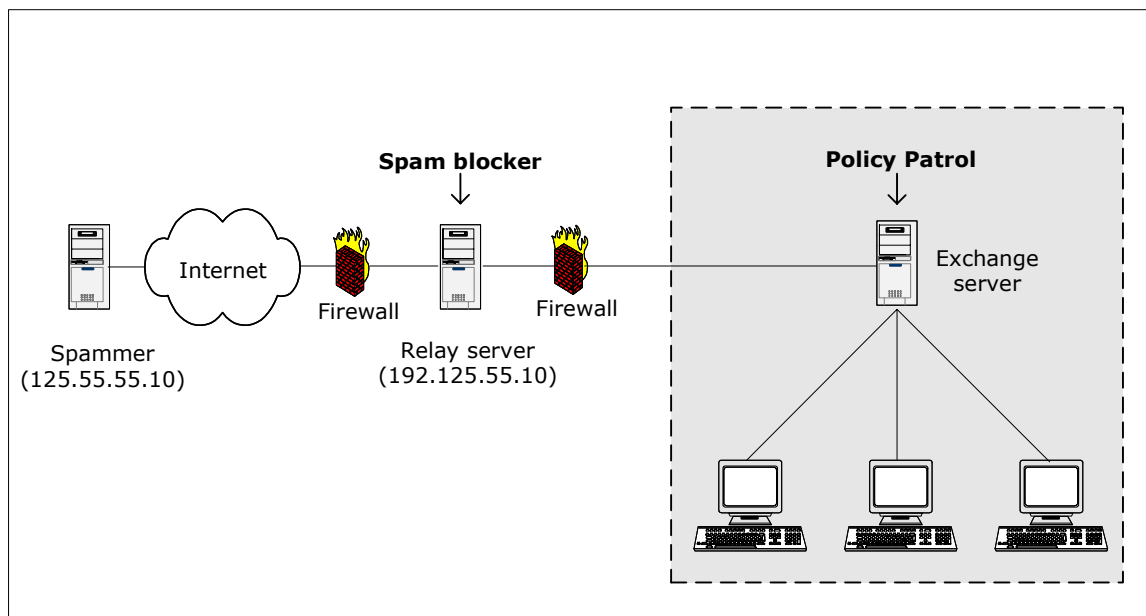 Spam blocker
Policy Patrol
Internet
Firewall
Firewall
Exchange
server
Spammer
(125.55.55.10)
Relay server
(192.125.55.10)